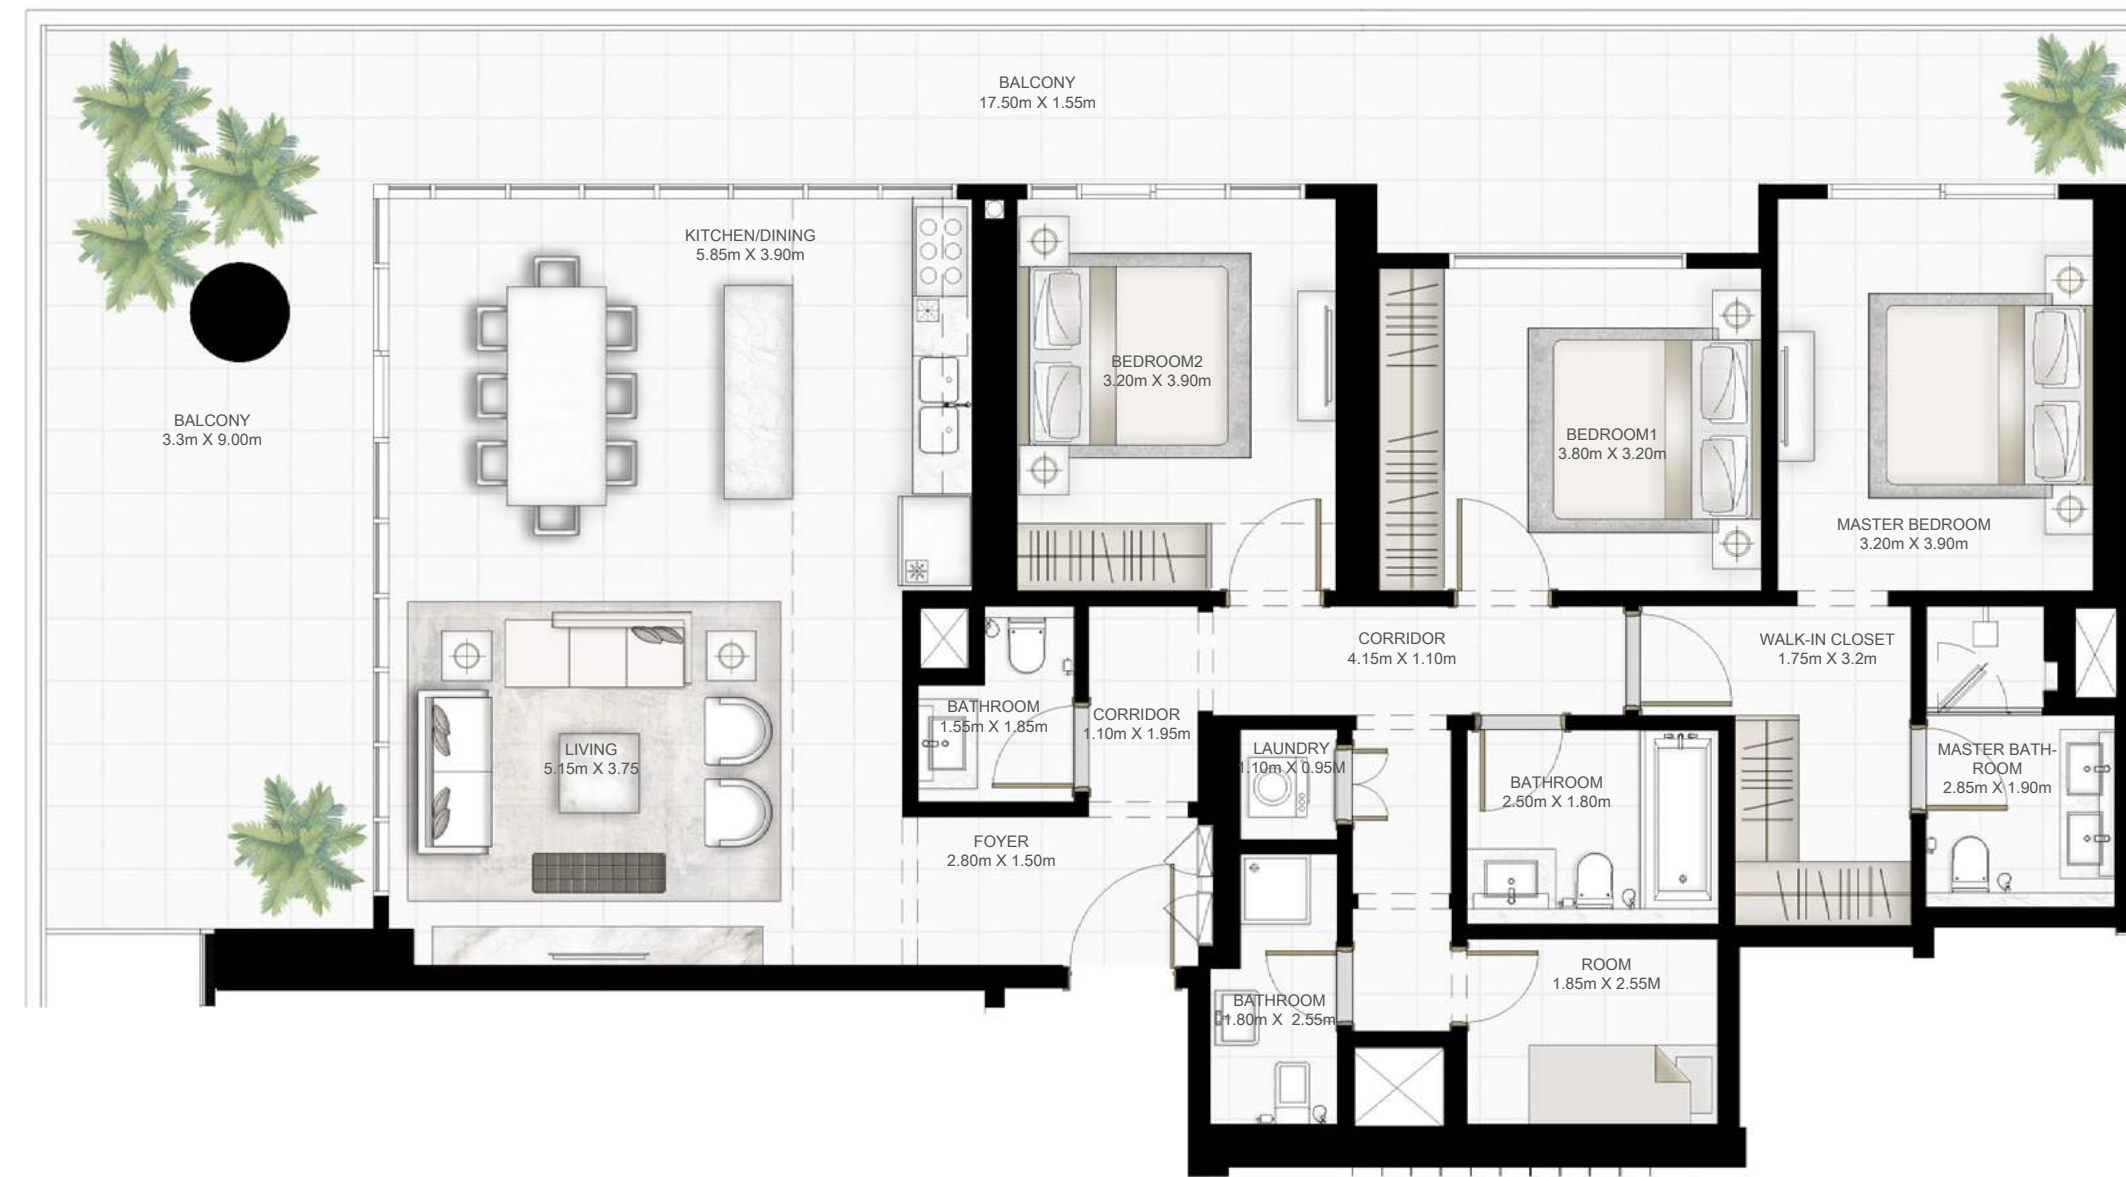 BALCONY
17.50m X 1.55m
KITCHEN/DINING
5.85m X 3.90m
BALCONY
3.3m X 9.00m
BEDROOM2
3.20m X 3.90m
BEDROOM1
3.80m X 3.20m
MASTER BEDROOM
3.20m X 3.90m
CORRIDOR
4.15m X 1.10m
WALK-IN CLOSET
1.75m X 3.2m
BATHROOM
1.55m X 1.85m
CORRIDOR
1.10m X 1.95m
LIVING
5.15m X 3.75
LAUNDRY
1.10m X 0.95M
BATHROOM
2.50m X 1.80m
MASTER BATH-
ROOM
2.85m X 1.90m
FOYER
2.80m X 1.50m
ROOM
1.85m X 2.55M
BATHROOM
1.80m X 2.55m